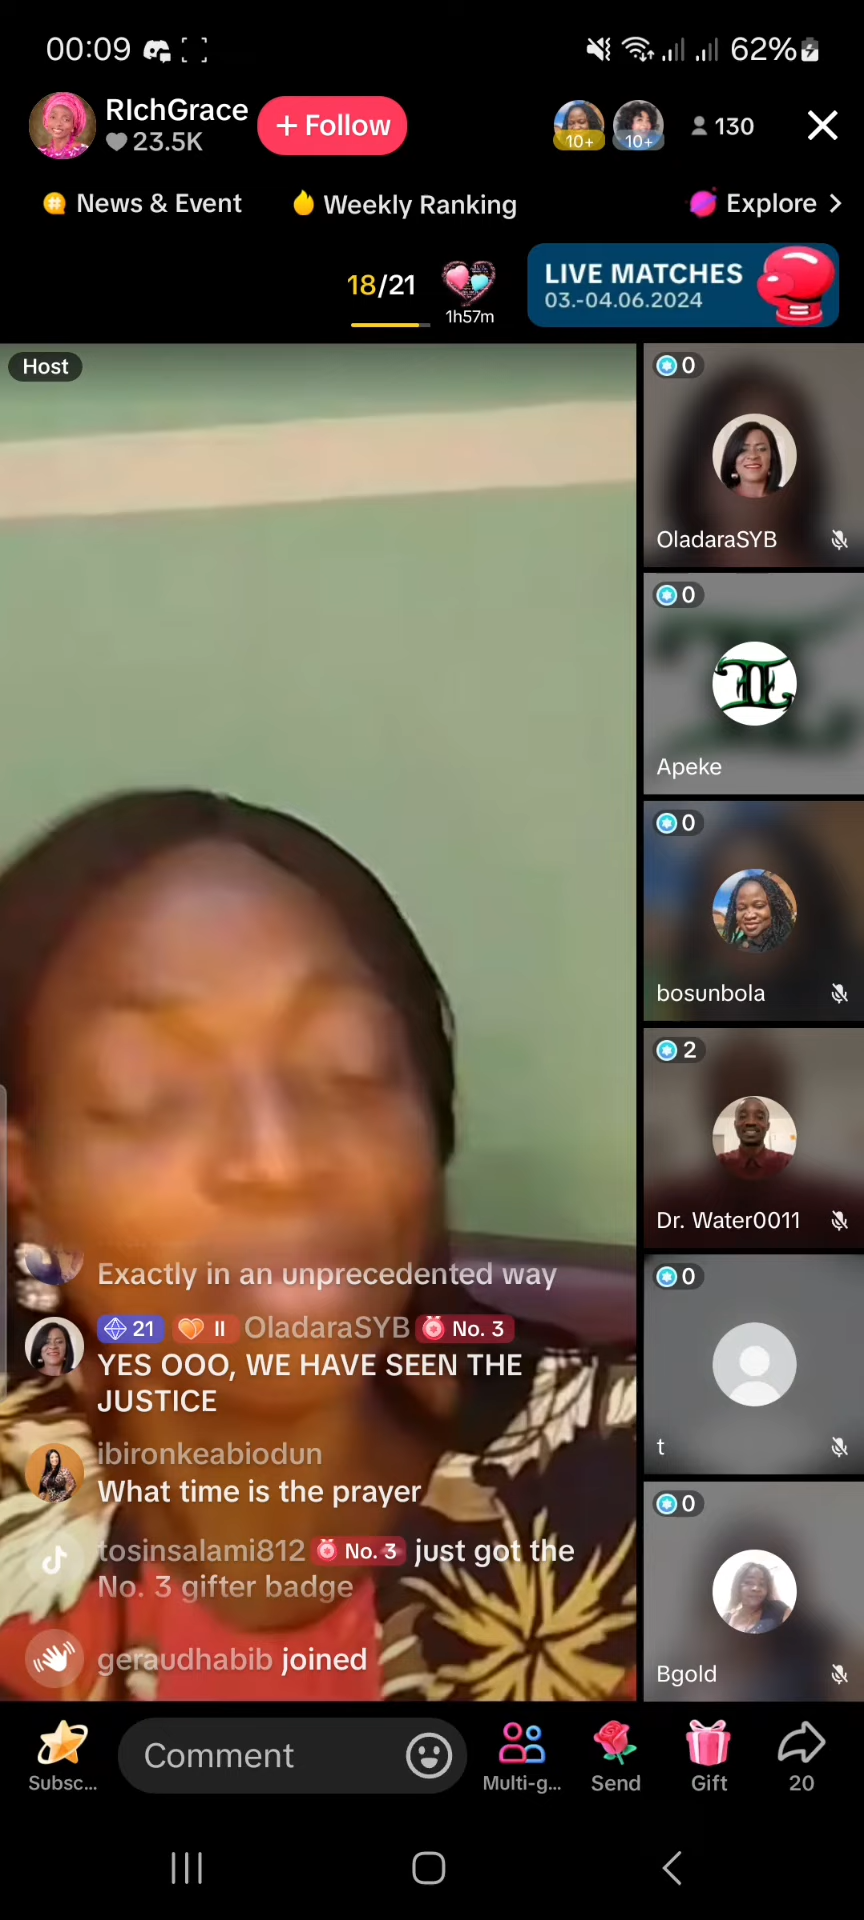 00:09
62%
RIchGrace
23.5K
+ Follow
10+
10+
130
News & Event
Weekly Ranking
Explore
18/21
1h57m
LIVE MATCHES
03.-04.06.2024
Host
0
OladaraSYB
0
Apeke
0
bosunbola
2
Dr. Water0011
0
t
0
Bgold
Exactly in an unprecedented way
21 II OladaraSYB No. 3
YES OOO, WE HAVE SEEN THE
JUSTICE
ibironkeabiodun
What time is the prayer
tosinsalami812 No. 3 just got the
No. 3 gifter badge
geraudhabib joined
Subsc...
Comment
Multi-g...
Send
Gift
20